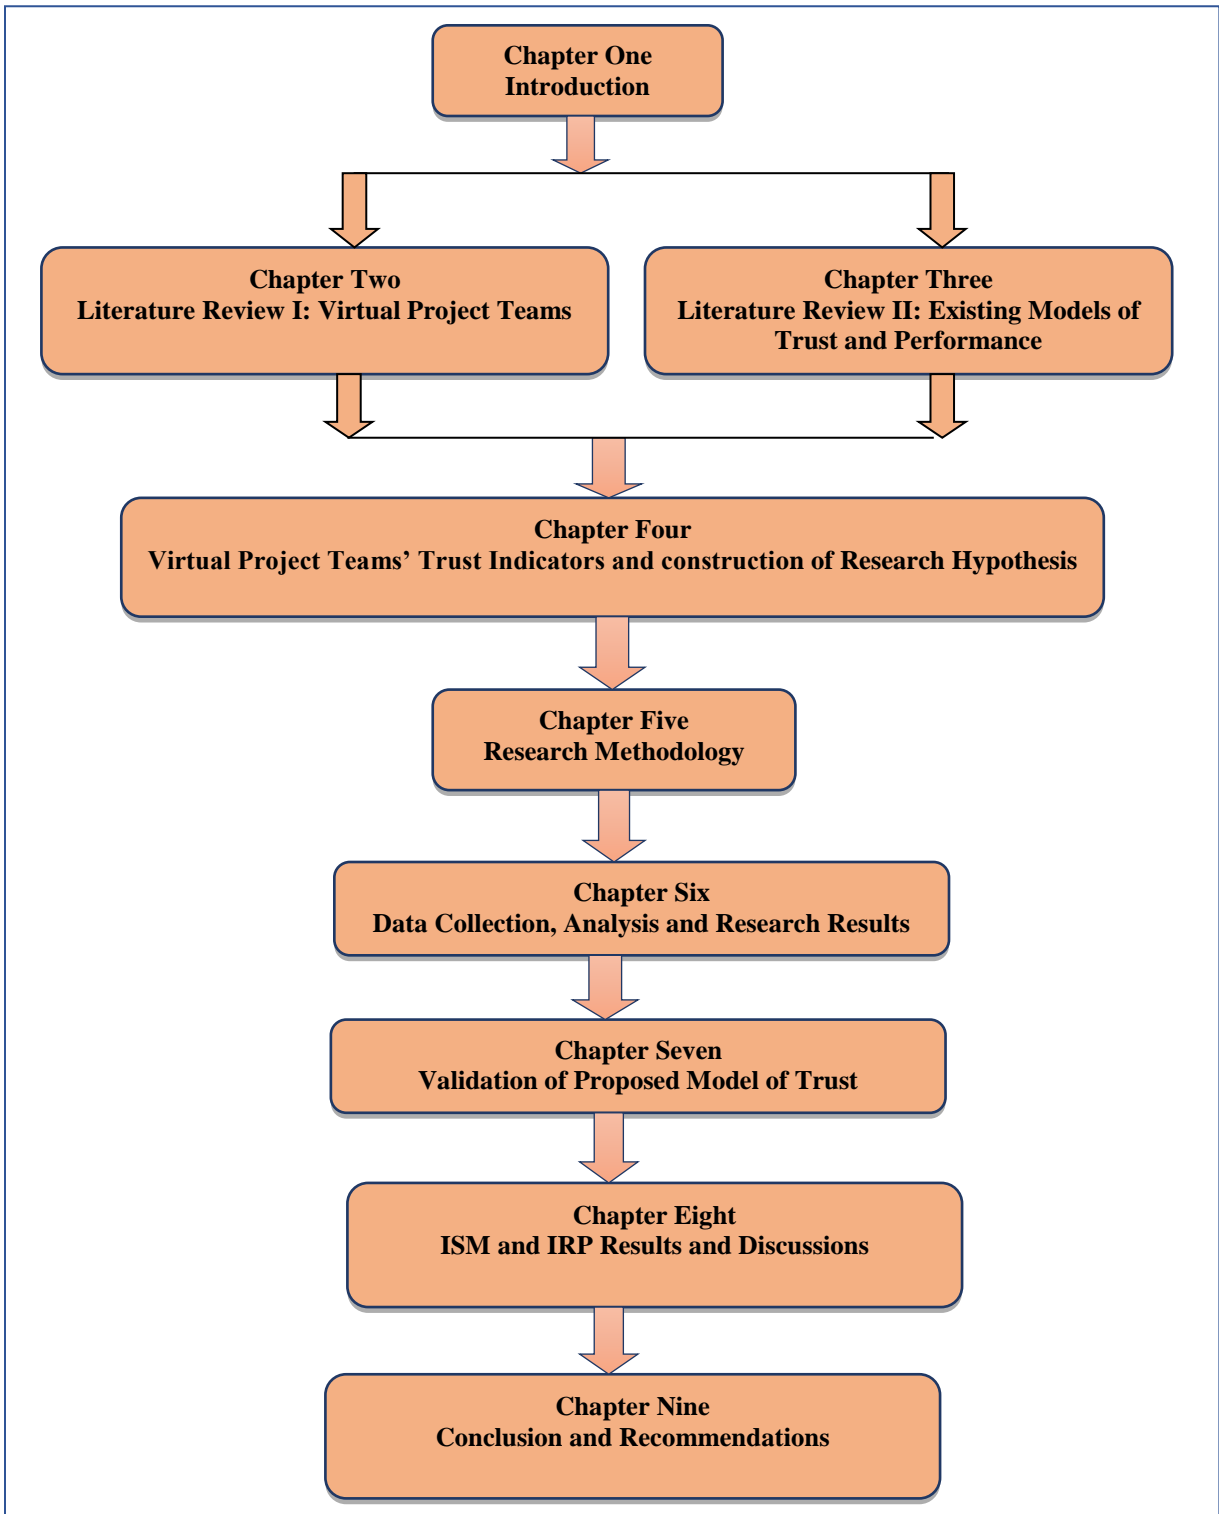 Chapter One
Introduction
Chapter Two
Literature Review I: Virtual Project Teams
Chapter Three
Literature Review II: Existing Models of
Trust and Performance
Chapter Four
Virtual Project Teams’ Trust Indicators and construction of Research Hypothesis
Chapter Five
Research Methodology
Chapter Six
Data Collection, Analysis and Research Results
Chapter Seven
Validation of Proposed Model of Trust
Chapter Eight
ISM and IRP Results and Discussions
Chapter Nine
Conclusion and Recommendations